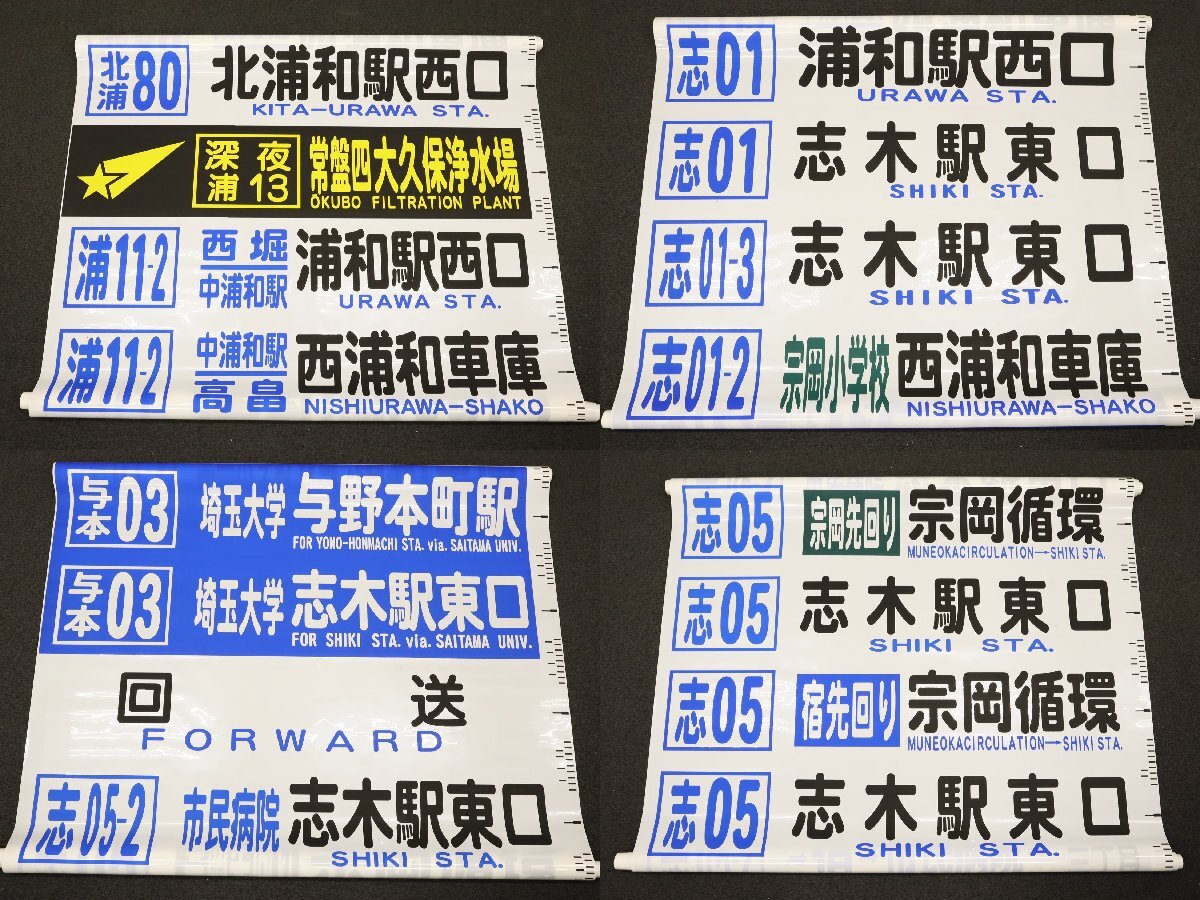 北浦80 北浦和駅西口
KITA-URAWA STA.
深夜浦13 常盤四大久保浄水場
OKUBO FILTRATION PLANT
浦11-2 西堀 中浦和駅 浦和駅西口
URAWA STA.
浦11-2 中浦和駅 高畠 西浦和車庫
NISHIURAWA-SHAKO
志01 浦和駅西口
URAWA STA.
志01 志木駅東口
SHIKI STA.
志01-3 志木駅東口
SHIKI STA.
志01-2 宗岡小学校 西浦和車庫
NISHIURAWA-SHAKO
与本03 埼玉大学 与野本町駅
FOR YONO-HONMACHI STA. via. SAITAMA UNIV.
与本03 埼玉大学 志木駅東口
FOR SHIKI STA. via. SAITAMA UNIV.
回送
FORWARD
志05-2 市民病院 志木駅東口
SHIKI STA.
志05 宗岡先回り 宗岡循環
MUNEOKACIRCULATION→SHIKI STA.
志05 志木駅東口
SHIKI STA.
志05 宿先回り 宗岡循環
MUNEOKACIRCULATION→SHIKI STA.
志05 志木駅東口
SHIKI STA.